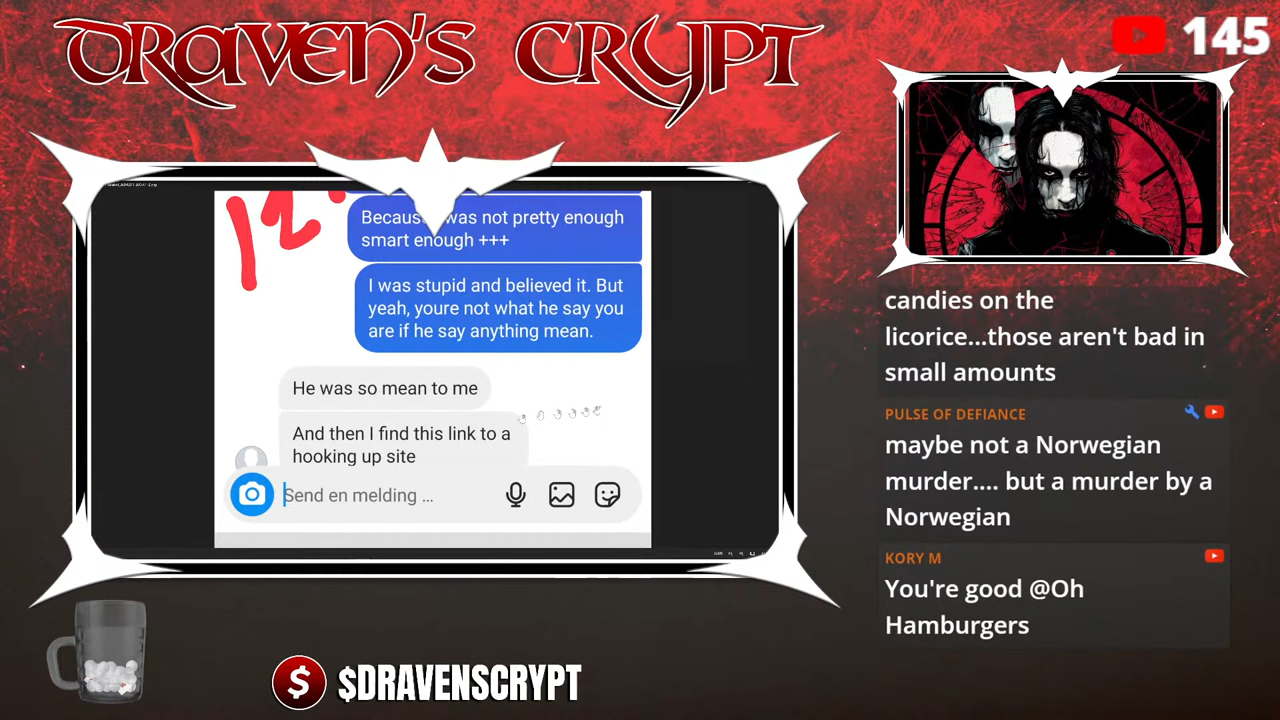 DRAVEN'S CRYPT
145
12.
Becaus was not pretty enough
smart enough +++
I was stupid and believed it. But
yeah, youre not what he say you
are if he say anything mean.
He was so mean to me
And then I find this link to a
hooking up site
Send en melding ...
candies on the
licorice...those aren't bad in
small amounts
PULSE OF DEFIANCE
maybe not a Norwegian
murder.... but a murder by a
Norwegian
KORY M
You're good @Oh
Hamburgers
$ $DRAVENSCRYPT